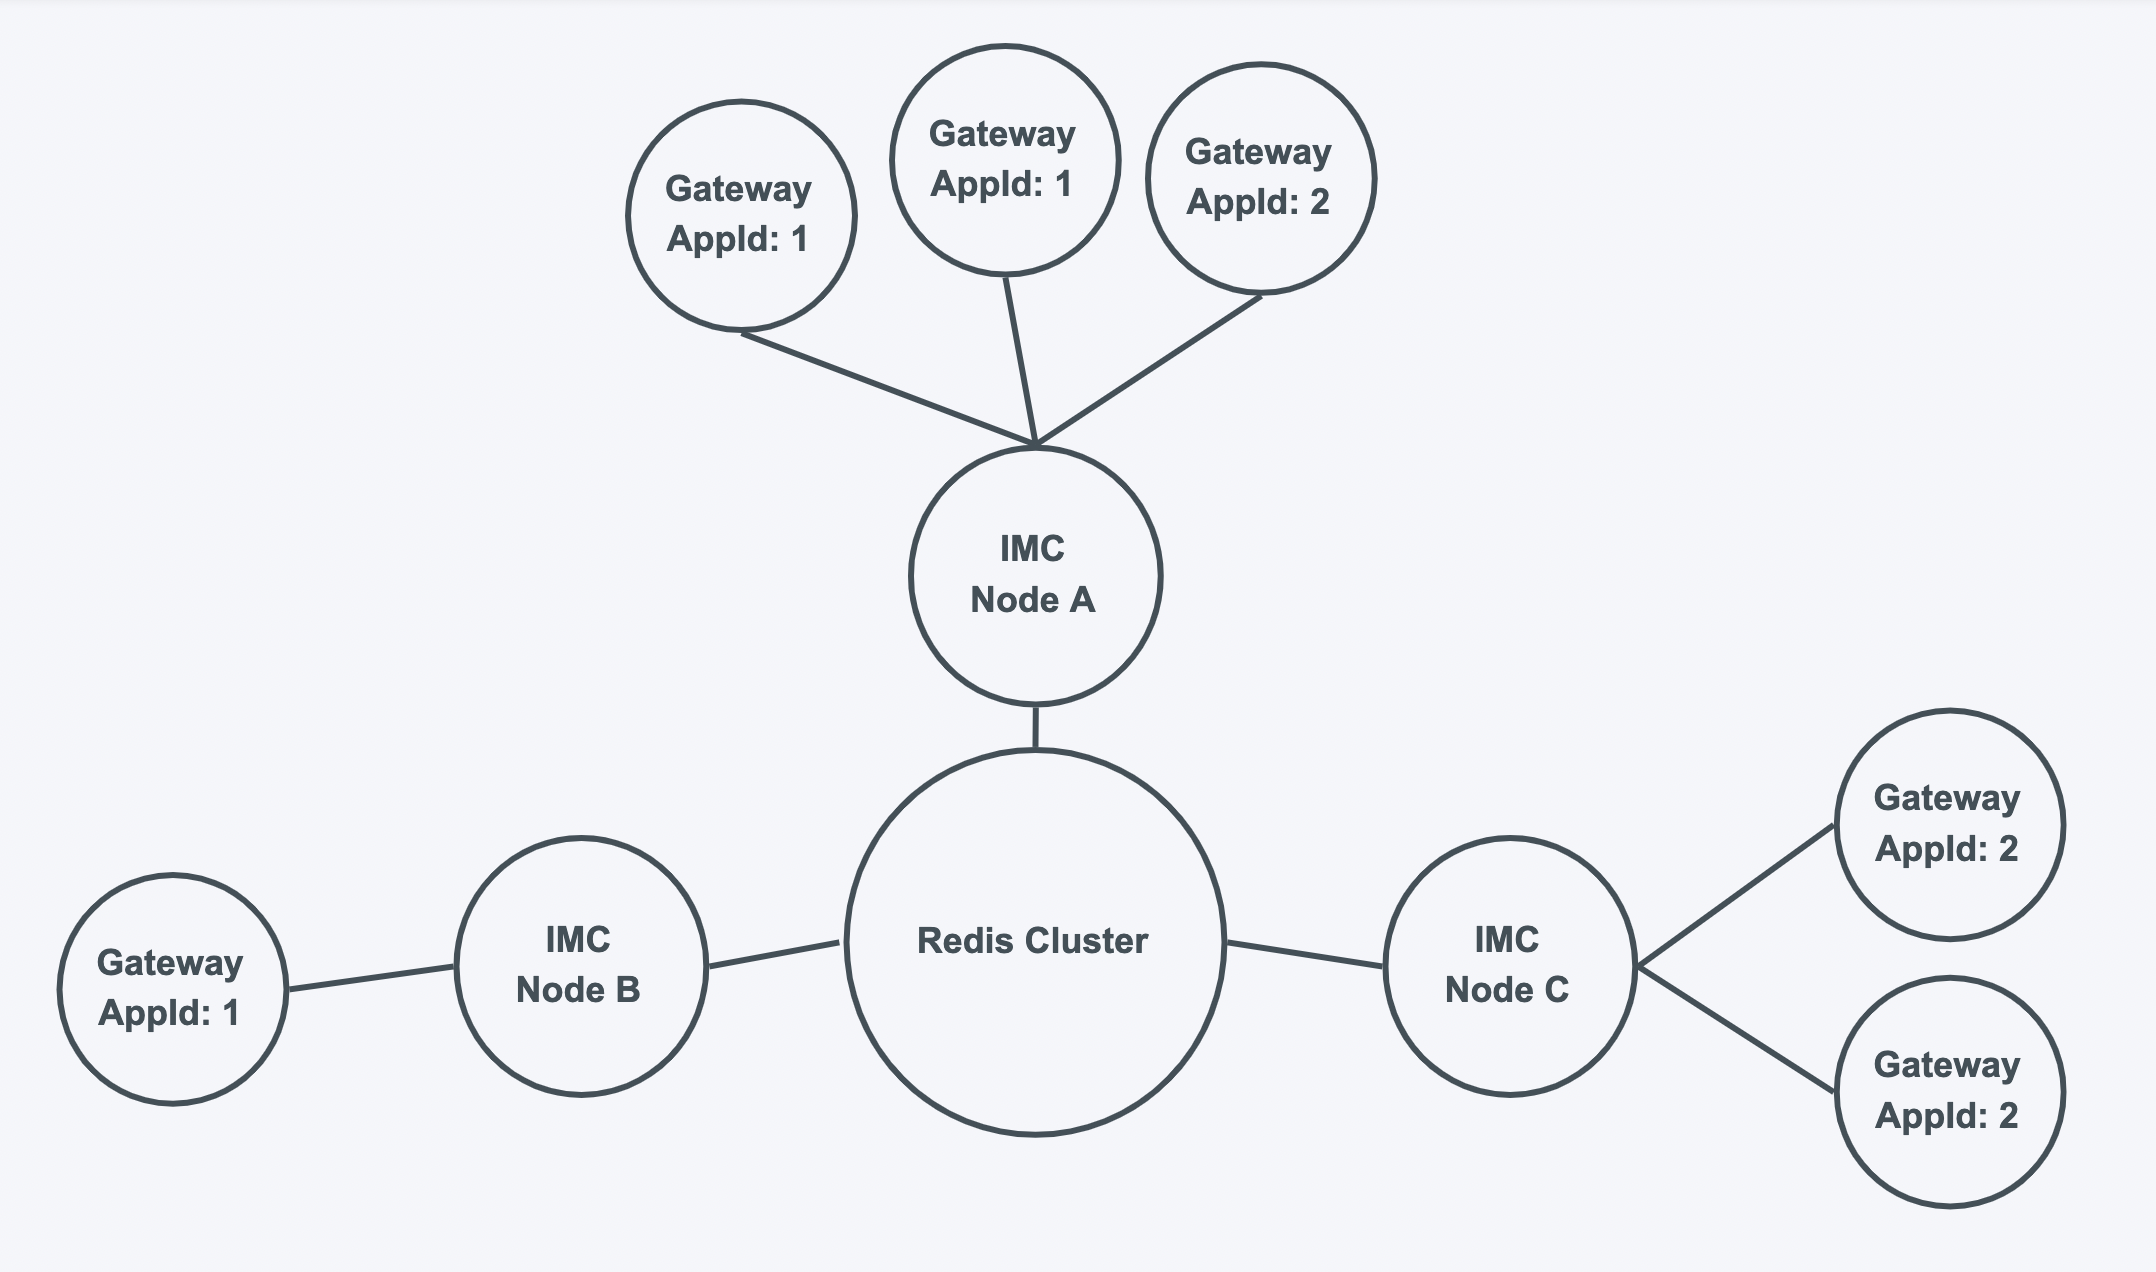 Gateway
AppId: 1
Gateway
AppId: 1
Gateway
AppId: 2
IMC
Node A
Gateway
AppId: 1
IMC
Node B
Redis Cluster
IMC
Node C
Gateway
AppId: 2
Gateway
AppId: 2